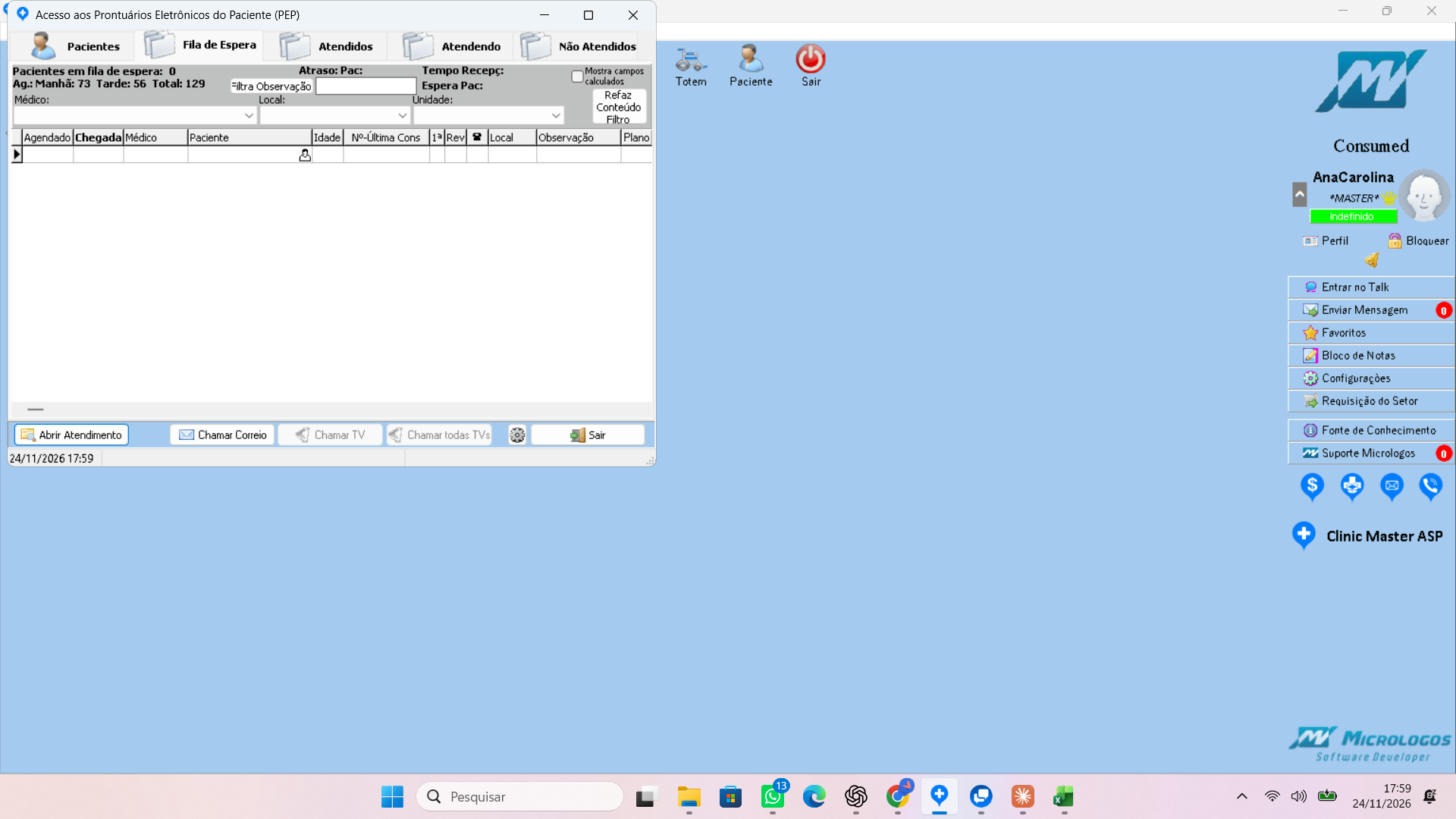 Acesso aos Prontuários Eletrônicos do Paciente (PEP)
Pacientes
Fila de Espera
Atendidos
Atendendo
Não Atendidos
Pacientes em fila de espera: 0
Atraso: Pac:
Tempo Recepç:
Mostra campos calculados
Ag.: Manhã: 73 Tarde: 56 Total: 129
Filtra Observação
Espera Pac:
Refaz Conteúdo Filtro
Médico:
Local:
Unidade:
Agendado Chegada Médico Paciente Idade Nº-Última Cons 1ª Rev Local Observação Plano
Abrir Atendimento
Chamar Correio
Chamar TV
Chamar todas TVs
Sair
24/11/2026 17:59
Totem
Paciente
Sair
Consumed
AnaCarolina
*MASTER*
Indefinido
Perfil
Bloquear
Entrar no Talk
Enviar Mensagem 0
Favoritos
Bloco de Notas
Configurações
Requisição do Setor
Fonte de Conhecimento
Suporte Micrologos 0
Clinic Master ASP
MICROLOGOS
Software Developer
Pesquisar
13
17:59
24/11/2026